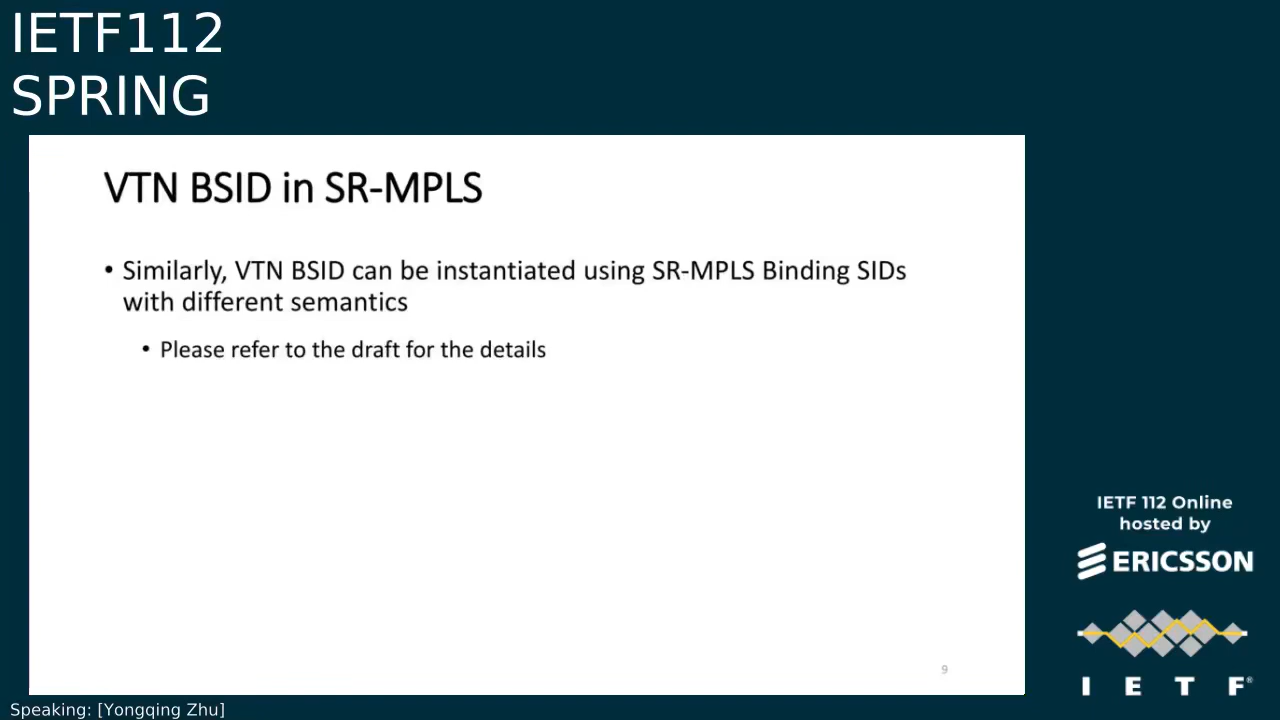 IETF112
SPRING
VTN BSID in SR-MPLS
• Similarly, VTN BSID can be instantiated using SR-MPLS Binding SIDs
with different semantics
• Please refer to the draft for the details
9
IETF 112 Online
hosted by
ERICSSON
I E T F®
Speaking: [Yongqing Zhu]